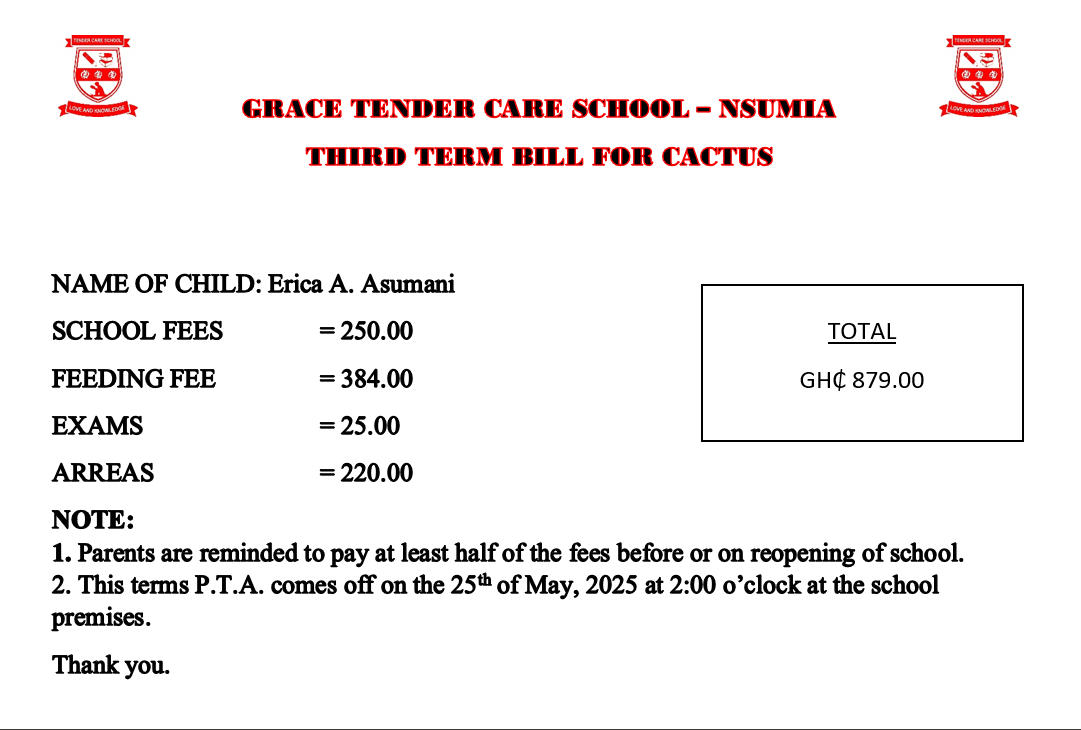 TENDER CARE SCHOOL
LOVE AND KNOWLEDGE
TENDER CARE SCHOOL
LOVE AND KNOWLEDGE
GRACE TENDER CARE SCHOOL – NSUMIA
THIRD TERM BILL FOR CACTUS
NAME OF CHILD: Erica A. Asumani
SCHOOL FEES = 250.00
FEEDING FEE = 384.00
EXAMS = 25.00
ARREAS = 220.00
TOTAL
GH₵ 879.00
NOTE:
1. Parents are reminded to pay at least half of the fees before or on reopening of school.
2. This terms P.T.A. comes off on the 25th of May, 2025 at 2:00 o’clock at the school
premises.
Thank you.